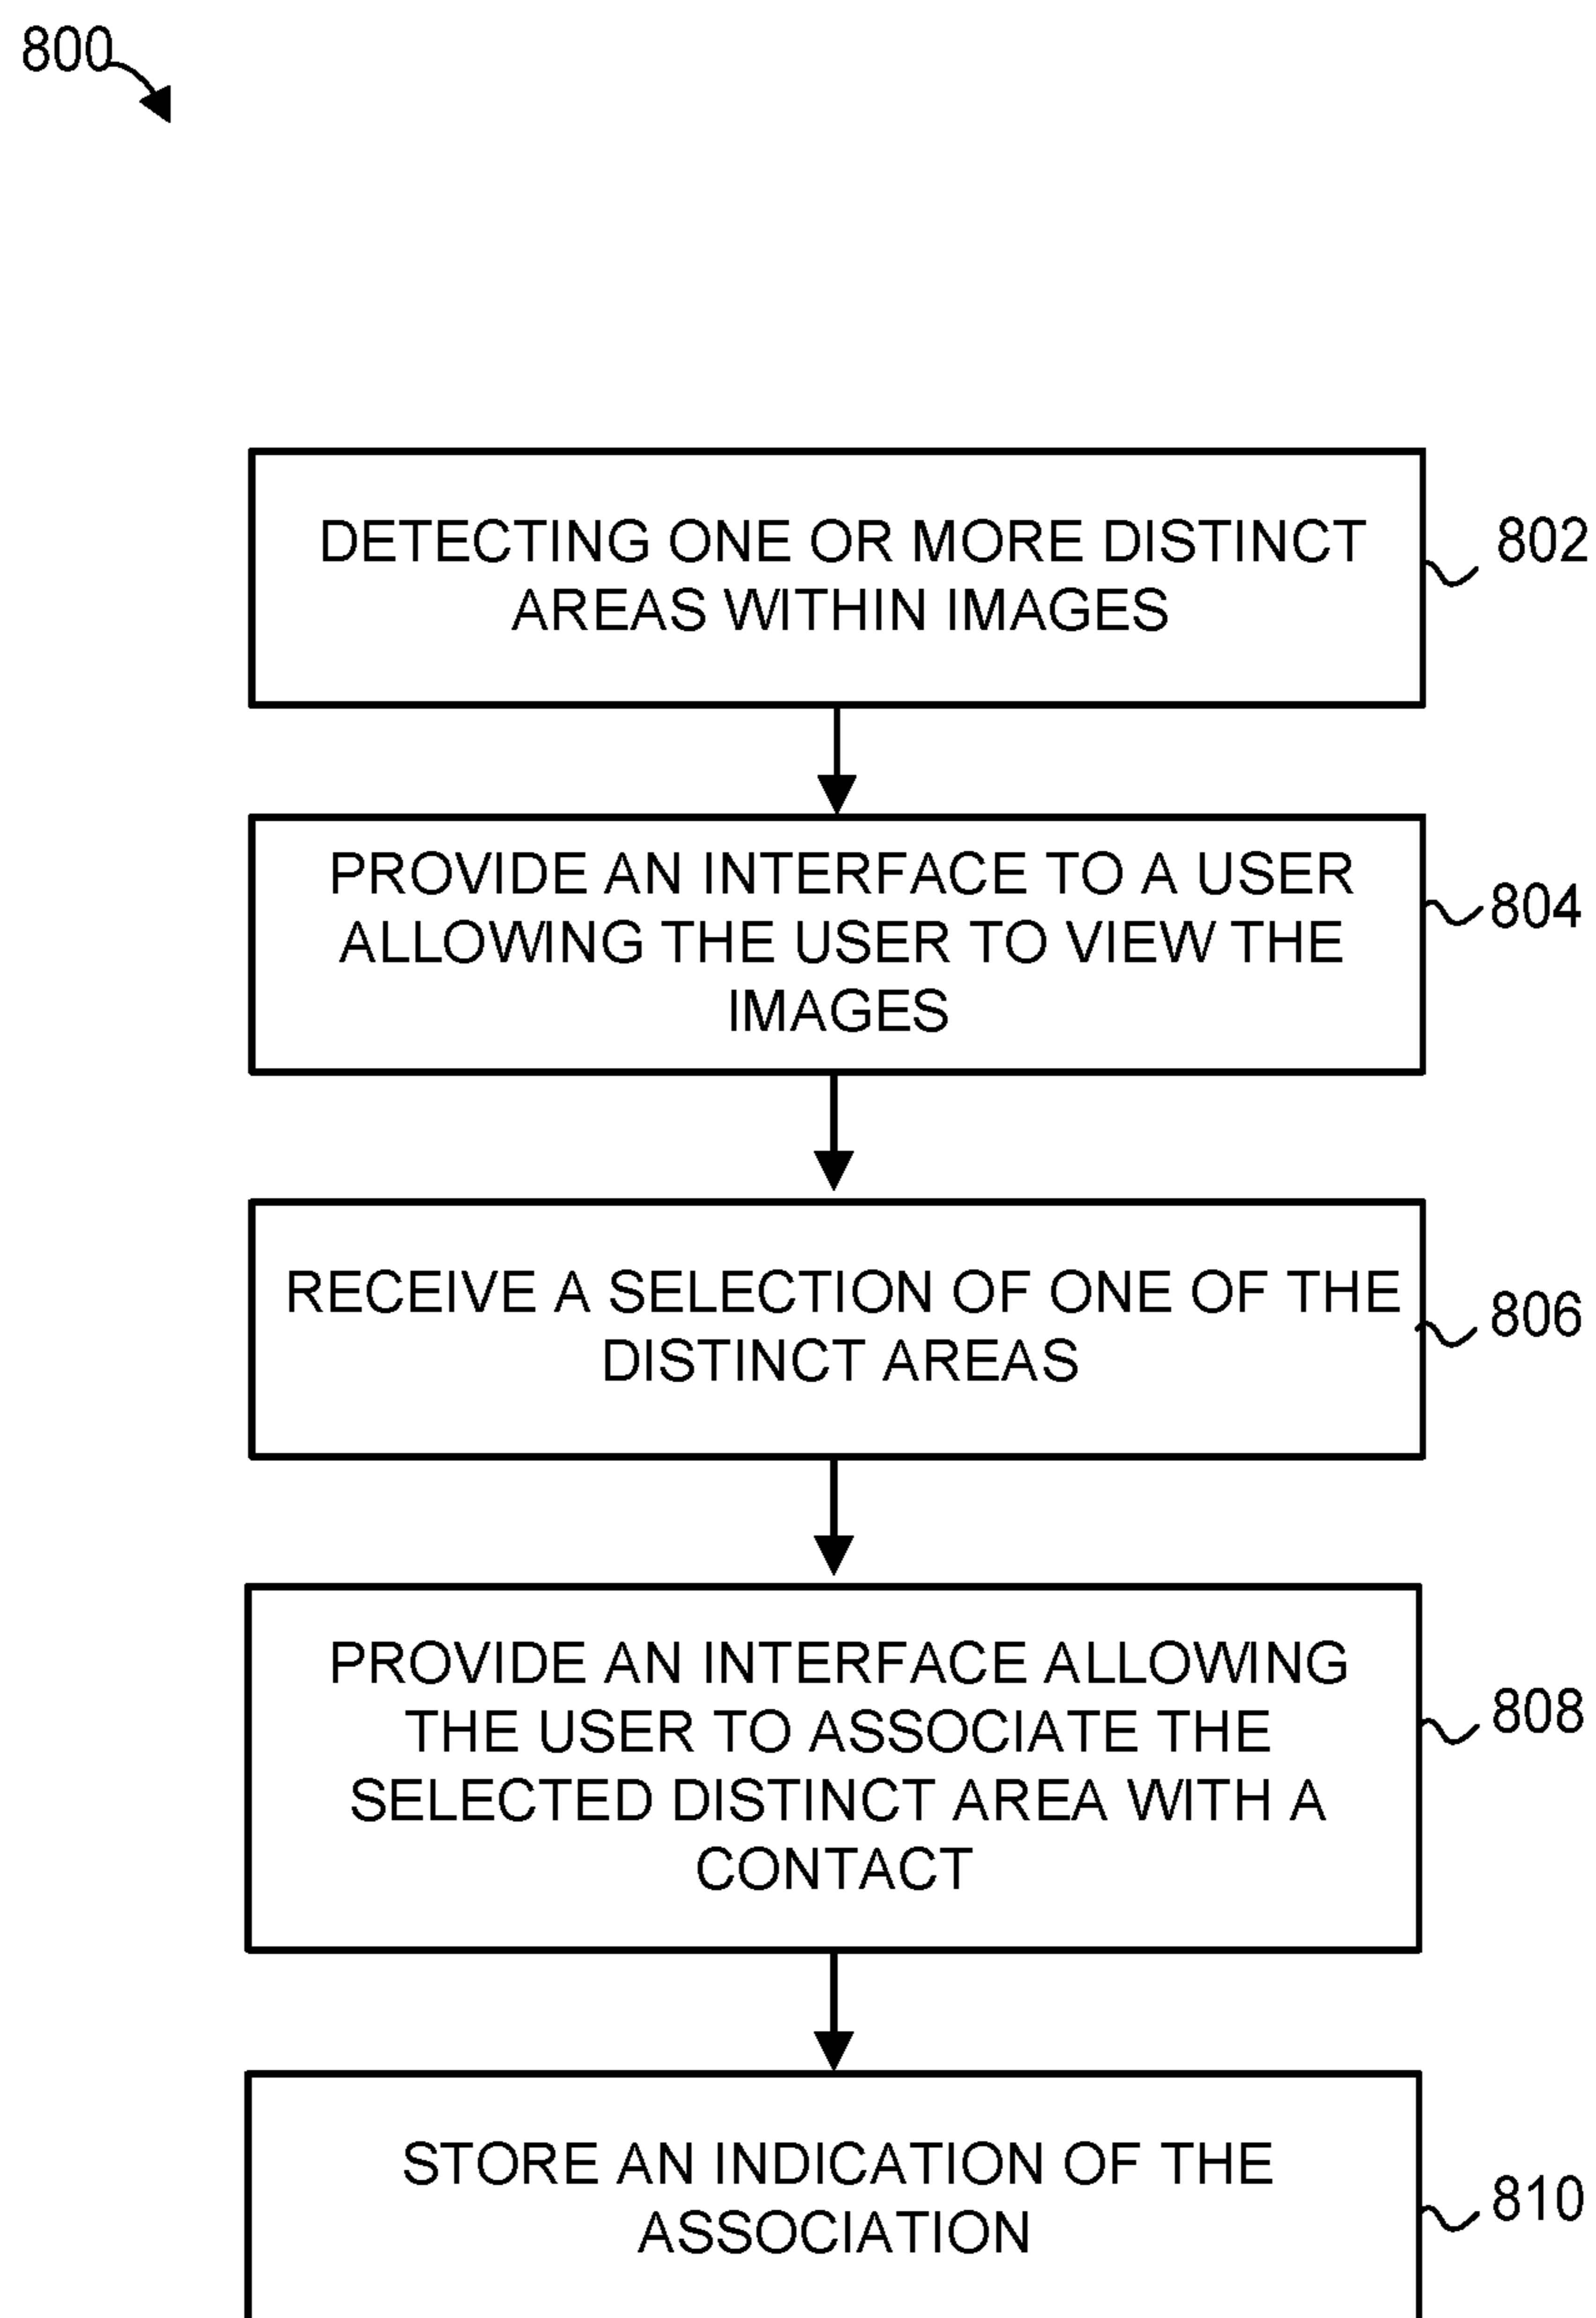 800
DETECTING ONE OR MORE DISTINCT
AREAS WITHIN IMAGES
802
PROVIDE AN INTERFACE TO A USER
ALLOWING THE USER TO VIEW THE
IMAGES
804
RECEIVE A SELECTION OF ONE OF THE
DISTINCT AREAS
806
PROVIDE AN INTERFACE ALLOWING
THE USER TO ASSOCIATE THE
SELECTED DISTINCT AREA WITH A
CONTACT
808
STORE AN INDICATION OF THE
ASSOCIATION
810